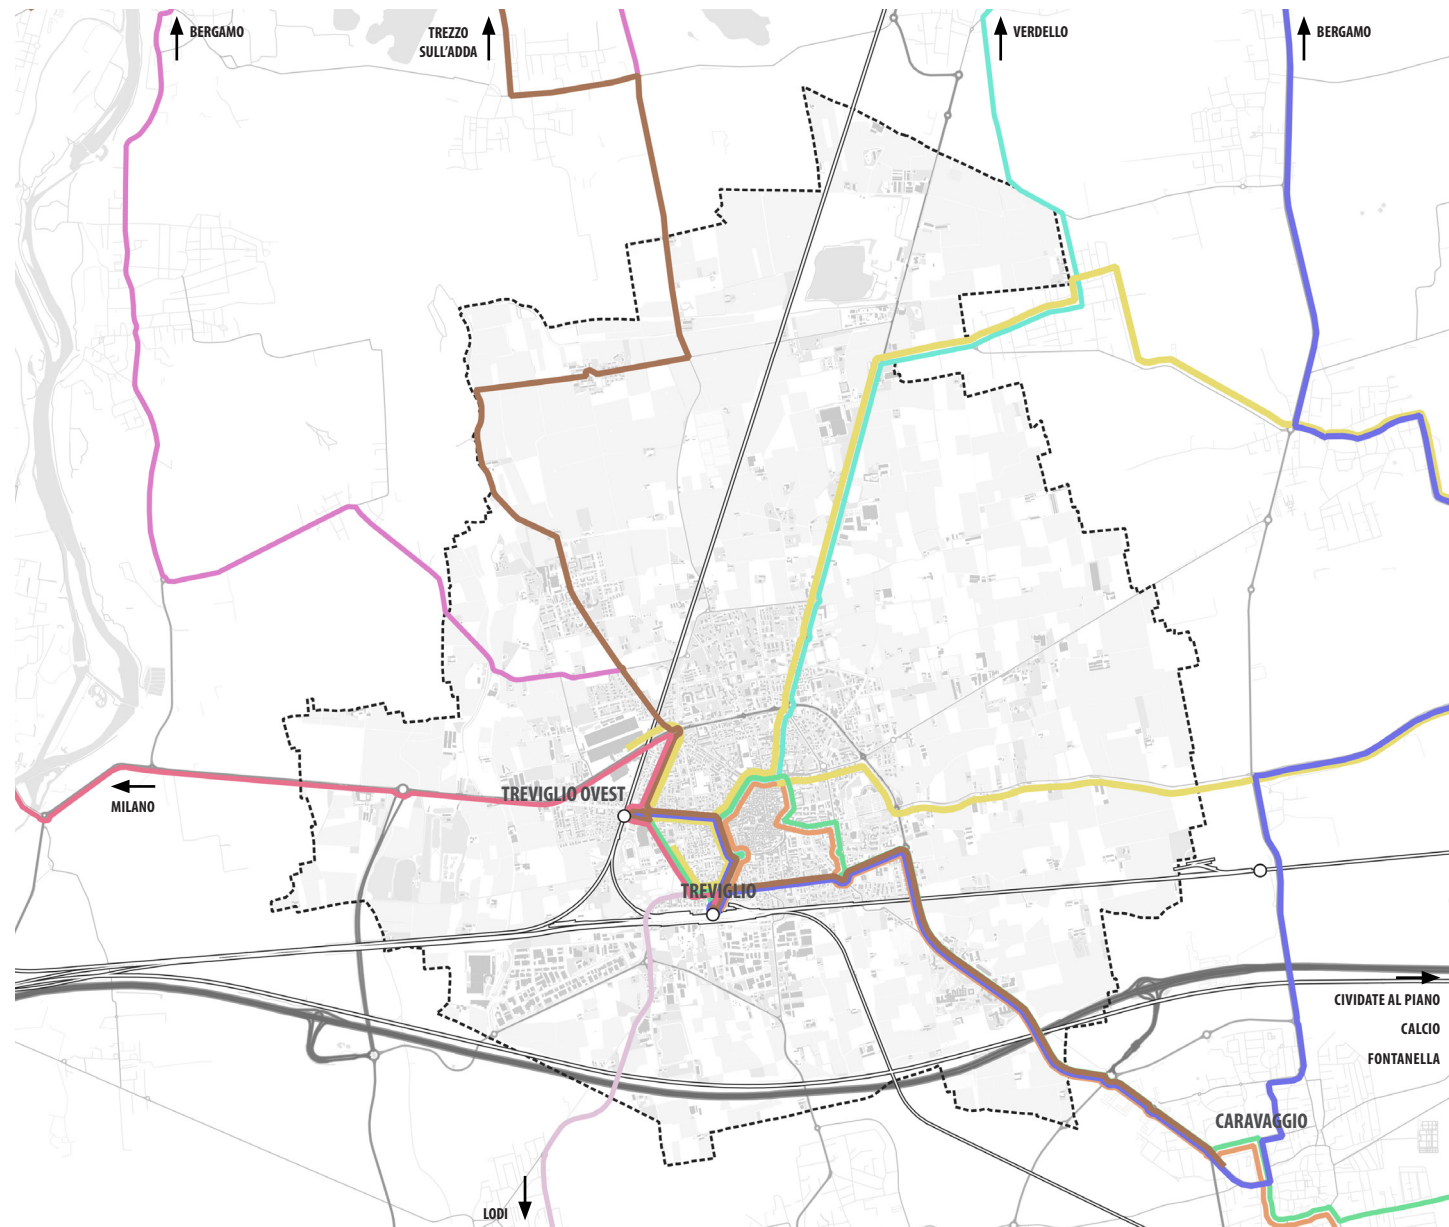 BERGAMO
TREZZO
SULL'ADDA
VERDELLO
BERGAMO
TREVIGLIO OVEST
MILANO
TREVIGLIO
CIVIDATE AL PIANO
CALCIO
FONTANELLA
CARAVAGGIO
LODI